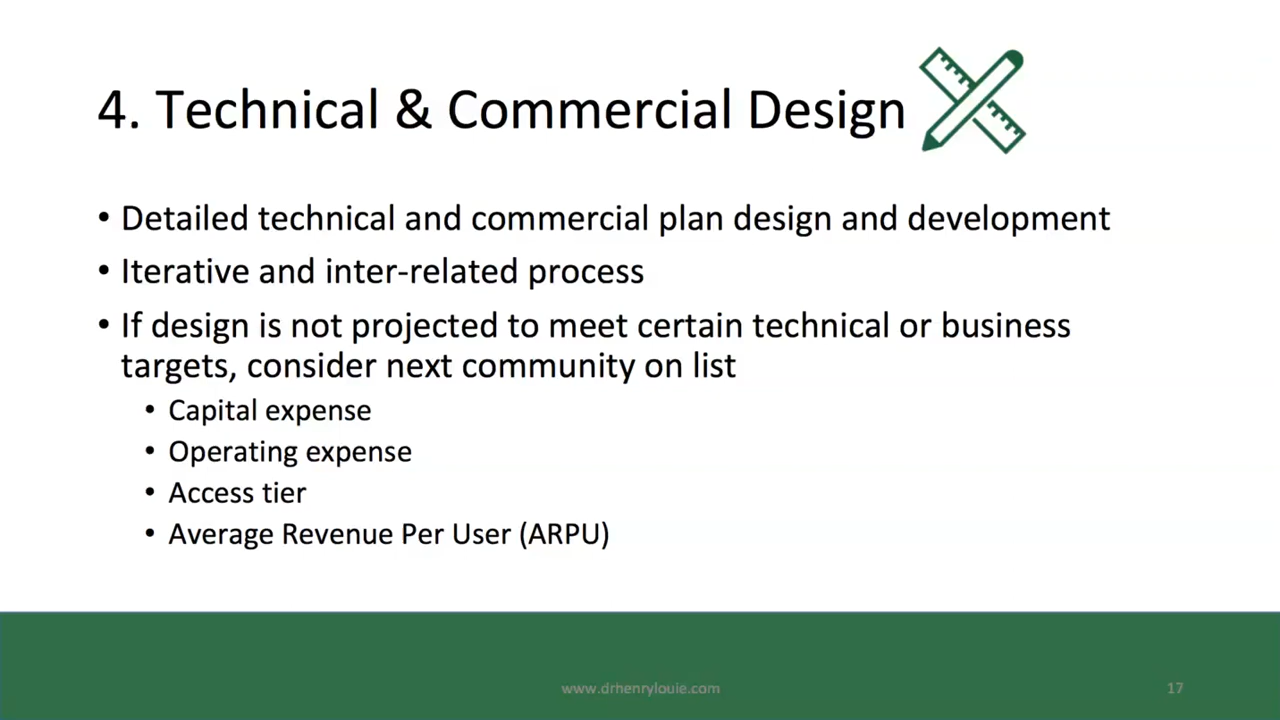 4. Technical & Commercial Design
• Detailed technical and commercial plan design and development
• Iterative and inter-related process
• If design is not projected to meet certain technical or business
targets, consider next community on list
• Capital expense
• Operating expense
• Access tier
• Average Revenue Per User (ARPU)
www.drhenrylouie.com
17